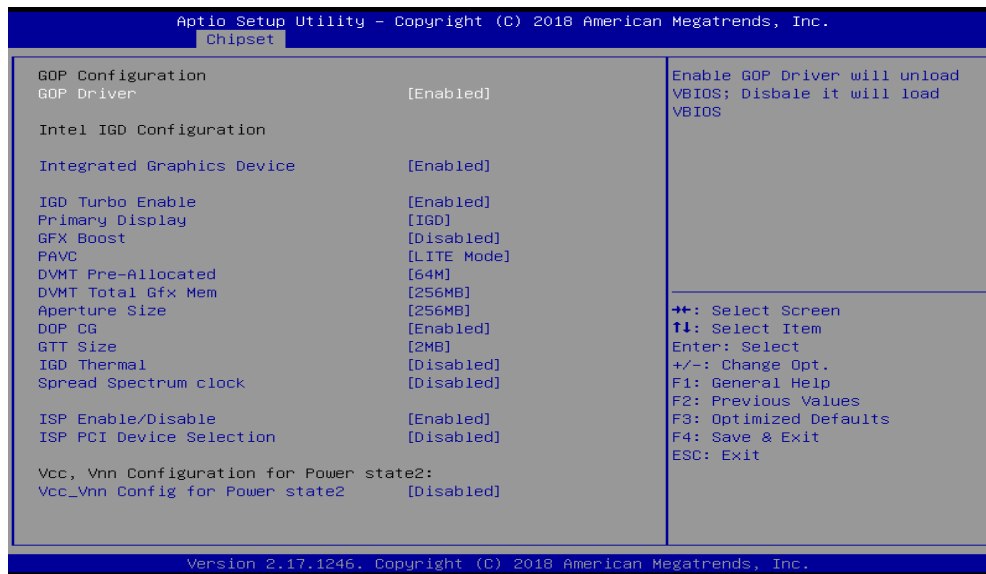 Aptio Setup Utility – Copyright (C) 2018 American Megatrends, Inc.
Chipset
GOP Configuration
GOP Driver [Enabled]
Intel IGD Configuration
Integrated Graphics Device [Enabled]
IGD Turbo Enable [Enabled]
Primary Display [IGD]
GFX Boost [Disabled]
PAVC [LITE Mode]
DVMT Pre-Allocated [64M]
DVMT Total Gfx Mem [256MB]
Aperture Size [256MB]
DOP CG [Enabled]
GTT Size [2MB]
IGD Thermal [Disabled]
Spread Spectrum clock [Disabled]
ISP Enable/Disable [Enabled]
ISP PCI Device Selection [Disabled]
Vcc, Vnn Configuration for Power state2:
Vcc_Vnn Config for Power state2 [Disabled]
Enable GOP Driver will unload
VBIOS; Disbale it will load
VBIOS
→←: Select Screen
↑↓: Select Item
Enter: Select
+/-: Change Opt.
F1: General Help
F2: Previous Values
F3: Optimized Defaults
F4: Save & Exit
ESC: Exit
Version 2.17.1246. Copyright (C) 2018 American Megatrends, Inc.